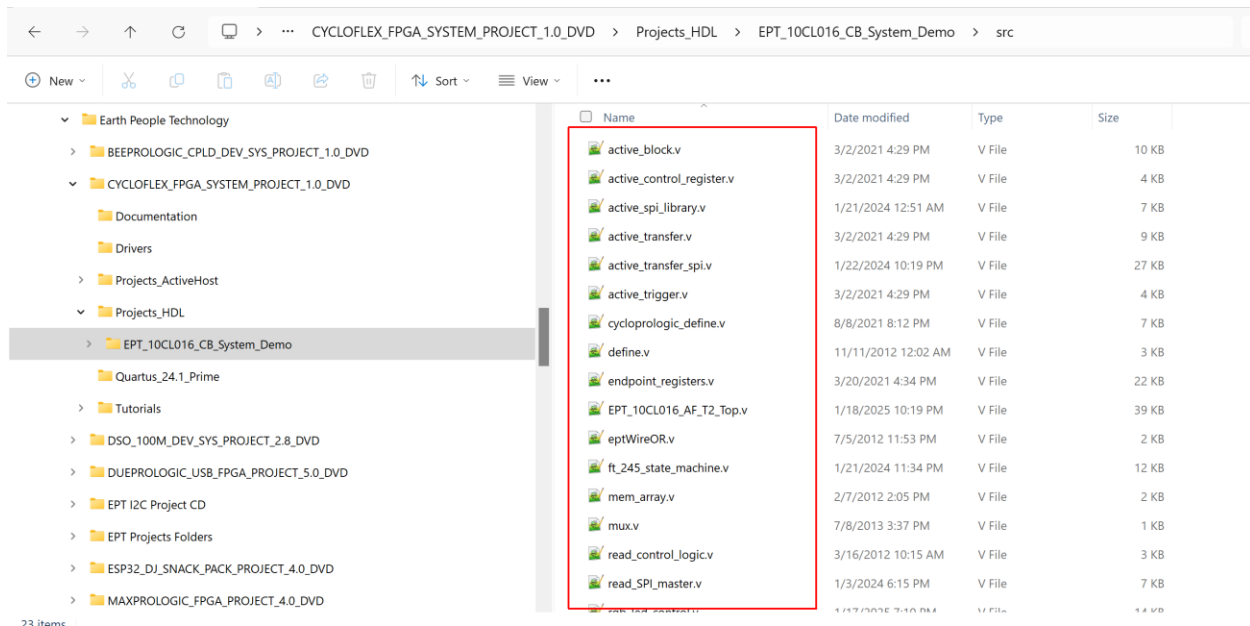 CYCLOFLEX_FPGA_SYSTEM_PROJECT_1.0_DVD > Projects_HDL > EPT_10CL016_CB_System_Demo > src
New Sort View
Earth People Technology
BEEPROLOGIC_CPLD_DEV_SYS_PROJECT_1.0_DVD
CYCLOFLEX_FPGA_SYSTEM_PROJECT_1.0_DVD
Documentation
Drivers
Projects_ActiveHost
Projects_HDL
EPT_10CL016_CB_System_Demo
Quartus_24.1_Prime
Tutorials
DSO_100M_DEV_SYS_PROJECT_2.8_DVD
DUEPROLOGIC_USB_FPGA_PROJECT_5.0_DVD
EPT I2C Project CD
EPT Projects Folders
ESP32_DJ_SNACK_PACK_PROJECT_4.0_DVD
MAXPROLOGIC_FPGA_PROJECT_4.0_DVD
Name Date modified Type Size
active_block.v 3/2/2021 4:29 PM V File 10 KB
active_control_register.v 3/2/2021 4:29 PM V File 4 KB
active_spi_library.v 1/21/2024 12:51 AM V File 7 KB
active_transfer.v 3/2/2021 4:29 PM V File 9 KB
active_transfer_spi.v 1/22/2024 10:19 PM V File 27 KB
active_trigger.v 3/2/2021 4:29 PM V File 4 KB
cycloprologic_define.v 8/8/2021 8:12 PM V File 7 KB
define.v 11/11/2012 12:02 AM V File 3 KB
endpoint_registers.v 3/20/2021 4:34 PM V File 22 KB
EPT_10CL016_AF_T2_Top.v 1/18/2025 10:19 PM V File 39 KB
eptWireOR.v 7/5/2012 11:53 PM V File 2 KB
ft_245_state_machine.v 1/21/2024 11:34 PM V File 12 KB
mem_array.v 2/7/2012 2:05 PM V File 2 KB
mux.v 7/8/2013 3:37 PM V File 1 KB
read_control_logic.v 3/16/2012 10:15 AM V File 3 KB
read_SPI_master.v 1/3/2024 6:15 PM V File 7 KB
rgb_led_control.v 1/17/2025 7:10 PM V File 14 KB
23 items